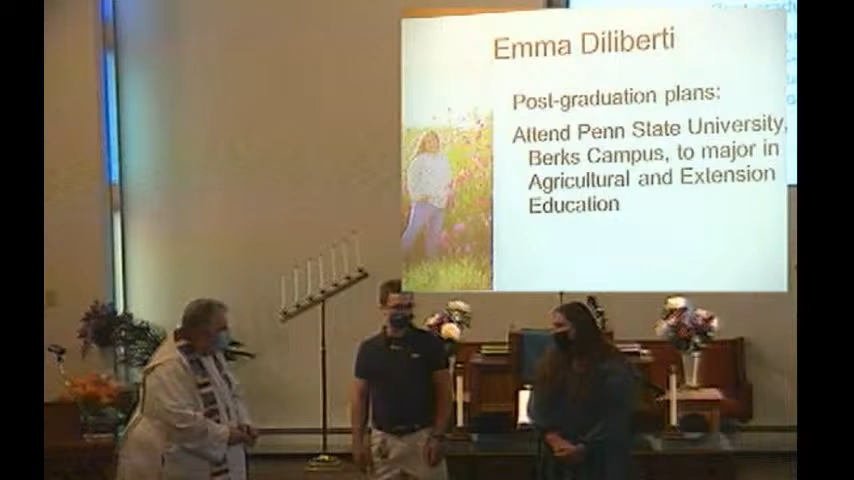 Emma Diliberti
Post-graduation plans:
Attend Penn State University,
Berks Campus, to major in
Agricultural and Extension
Education